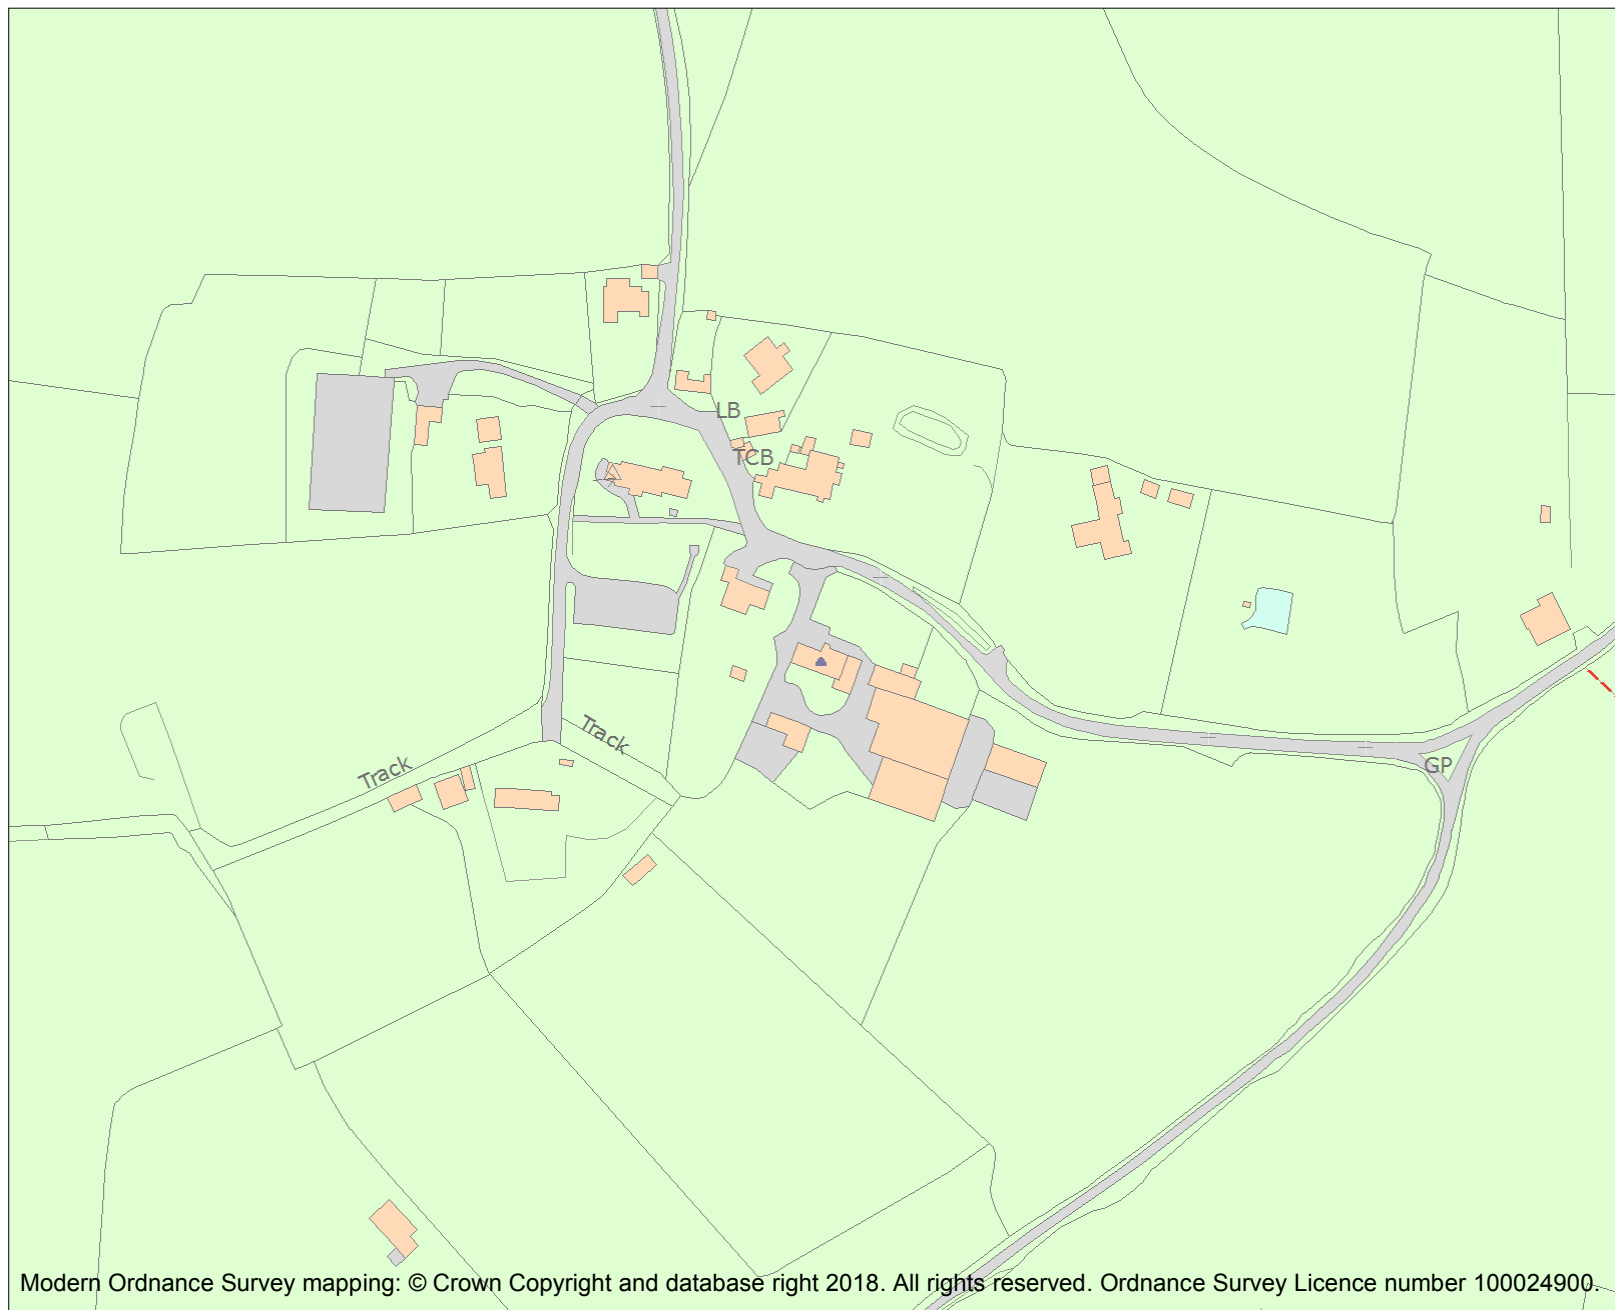 LB
TCB
Track
Track
GP
Modern Ordnance Survey mapping: © Crown Copyright and database right 2018. All rights reserved. Ordnance Survey Licence number 100024900.